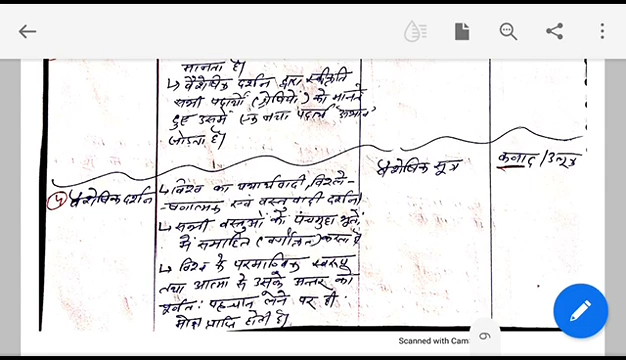 मानता है।
↳ वैशेषिक दर्शन द्वारा स्वीकृति
सभी पदार्थो (श्रेणियों) को मानते
हुए उसमें एक नया पदार्थ "अभाव"
जोड़ता है।
वैशेषिक सूत्र
कणाद/उलूक
④ वैशेषिक दर्शन
↳ विश्व का यथार्थवादी, विश्ले-
-षणात्मक एवं वस्तुवादी दर्शन।
↳ सभी वस्तुओं को पंचमहाभूतों
में समाहित (वर्गीकृत) करता है
↳ विश्व के परमाण्विक स्वरूप
तथा आत्मा से उसके अन्तर को
पूर्णत: पहचान लेने पर ही
मोक्ष प्राप्ति होती है।
Scanned with Cam
6